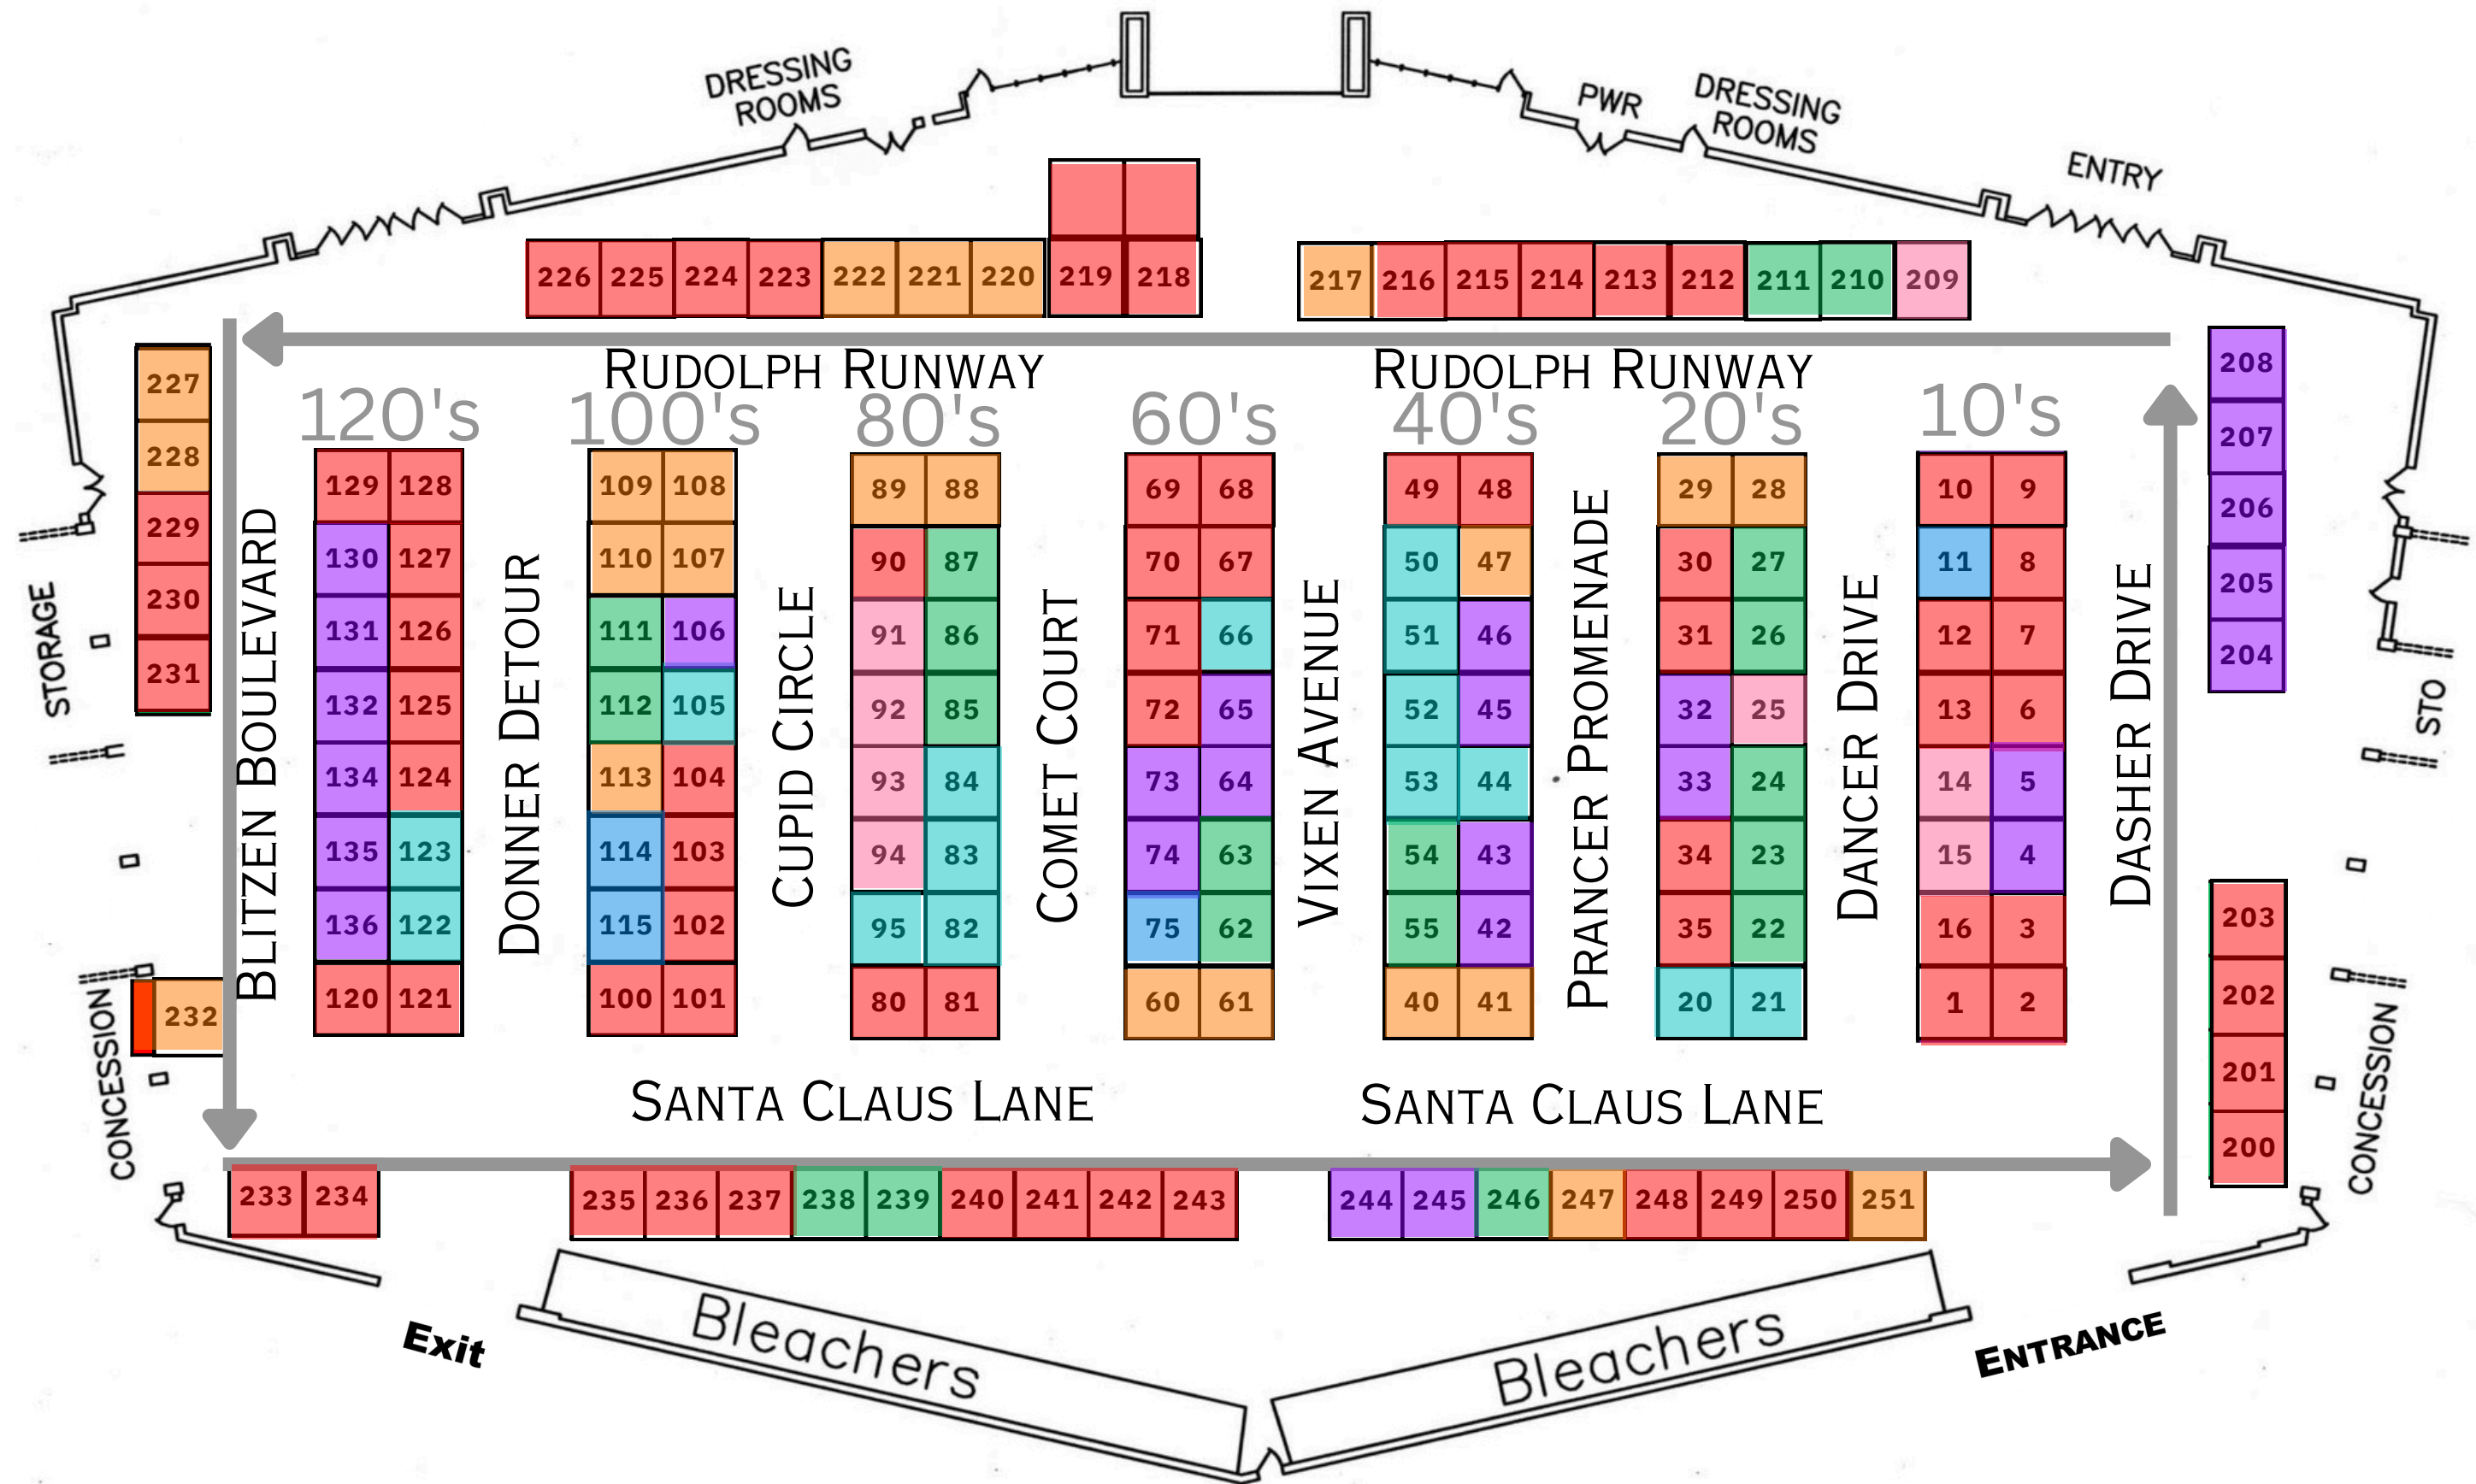 DRESSING
ROOMS
PWR
DRESSING
ROOMS
ENTRY
226 225 224 223 222 221 220 219 218
217 216 215 214 213 212 211 210 209
RUDOLPH RUNWAY
RUDOLPH RUNWAY
120's 100's 80's 60's 40's 20's 10's
227
228
229
230
231
STORAGE
BLITZEN BOULEVARD
129 128
130 127
131 126
132 125
134 124
135 123
136 122
120 121
DONNER DETOUR
109 108
110 107
111 106
112 105
113 104
114 103
115 102
100 101
CUPID CIRCLE
89 88
90 87
91 86
92 85
93 84
94 83
95 82
80 81
COMET COURT
69 68
70 67
71 66
72 65
73 64
74 63
75 62
60 61
VIXEN AVENUE
49 48
50 47
51 46
52 45
53 44
54 43
55 42
40 41
PRANCER PROMENADE
29 28
30 27
31 26
32 25
33 24
34 23
35 22
20 21
DANCER DRIVE
10 9
11 8
12 7
13 6
14 5
15 4
16 3
1 2
DASHER DRIVE
208
207
206
205
204
STO
203
202
201
200
CONCESSION
232
CONCESSION
SANTA CLAUS LANE
SANTA CLAUS LANE
233 234
235 236 237 238 239 240 241 242 243
244 245 246 247 248 249 250 251
Exit
Bleachers
Bleachers
ENTRANCE